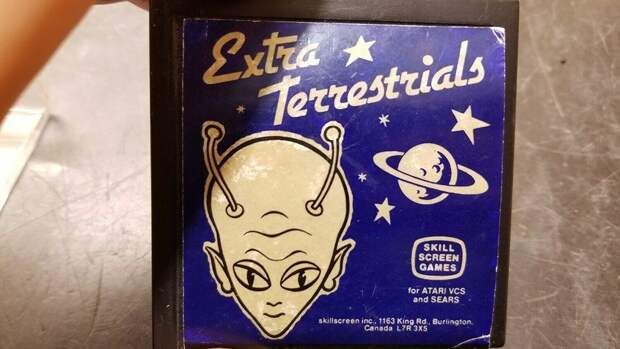 Extra
Terrestrials
SKILL
SCREEN
GAMES
for ATARI VCS
and SEARS
skillscreen inc., 1163 King Rd., Burlington,
Canada L7R 3X5